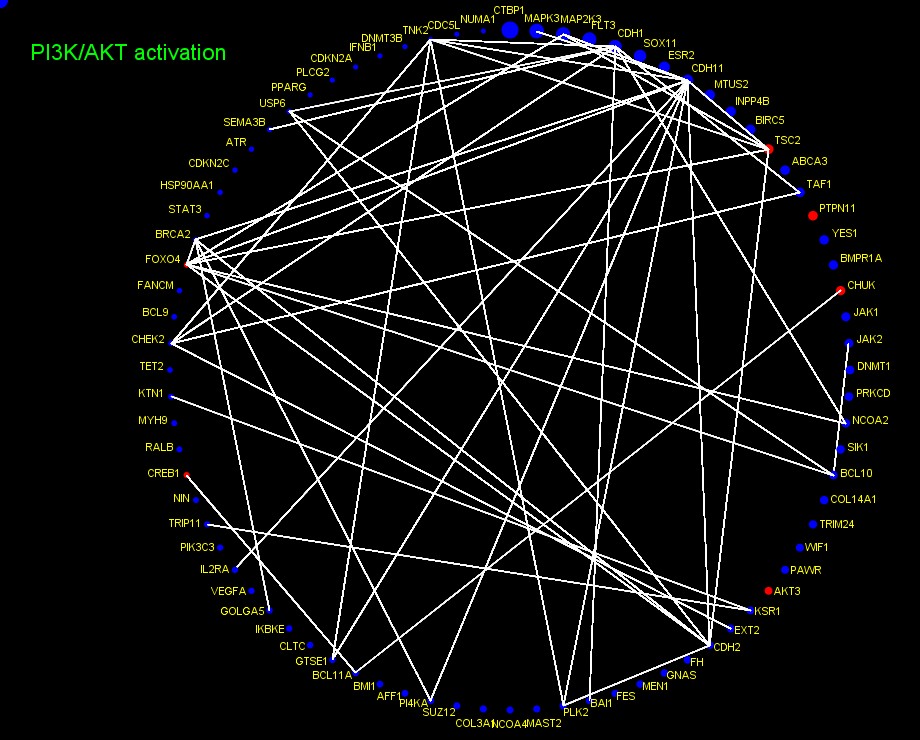 PI3K/AKT activation
CTBP1
MAPK3
MAP2K3
FLT3
CDH1
SOX11
ESR2
CDH11
MTUS2
INPP4B
BIRC5
TSC2
ABCA3
TAF1
PTPN11
YES1
BMPR1A
CHUK
JAK1
JAK2
DNMT1
PRKCD
NCOA2
SIK1
BCL10
COL14A1
TRIM24
WIF1
PAWR
AKT3
KSR1
EXT2
CDH2
FH
GNAS
MEN1
FES
BAI1
PLK2
MAST2
NCOA4
COL3A1
SUZ12
PI4KA
AFF1
BMI1
BCL11A
GTSE1
CLTC
IKBKE
GOLGA5
VEGFA
IL2RA
PIK3C3
TRIP11
NIN
CREB1
RALB
MYH9
KTN1
TET2
CHEK2
BCL9
FANCM
FOXO4
BRCA2
STAT3
HSP90AA1
CDKN2C
ATR
SEMA3B
USP6
PPARG
PLCG2
CDKN2A
IFNB1
DNMT3B
TNK2
CDC5L
NUMA1